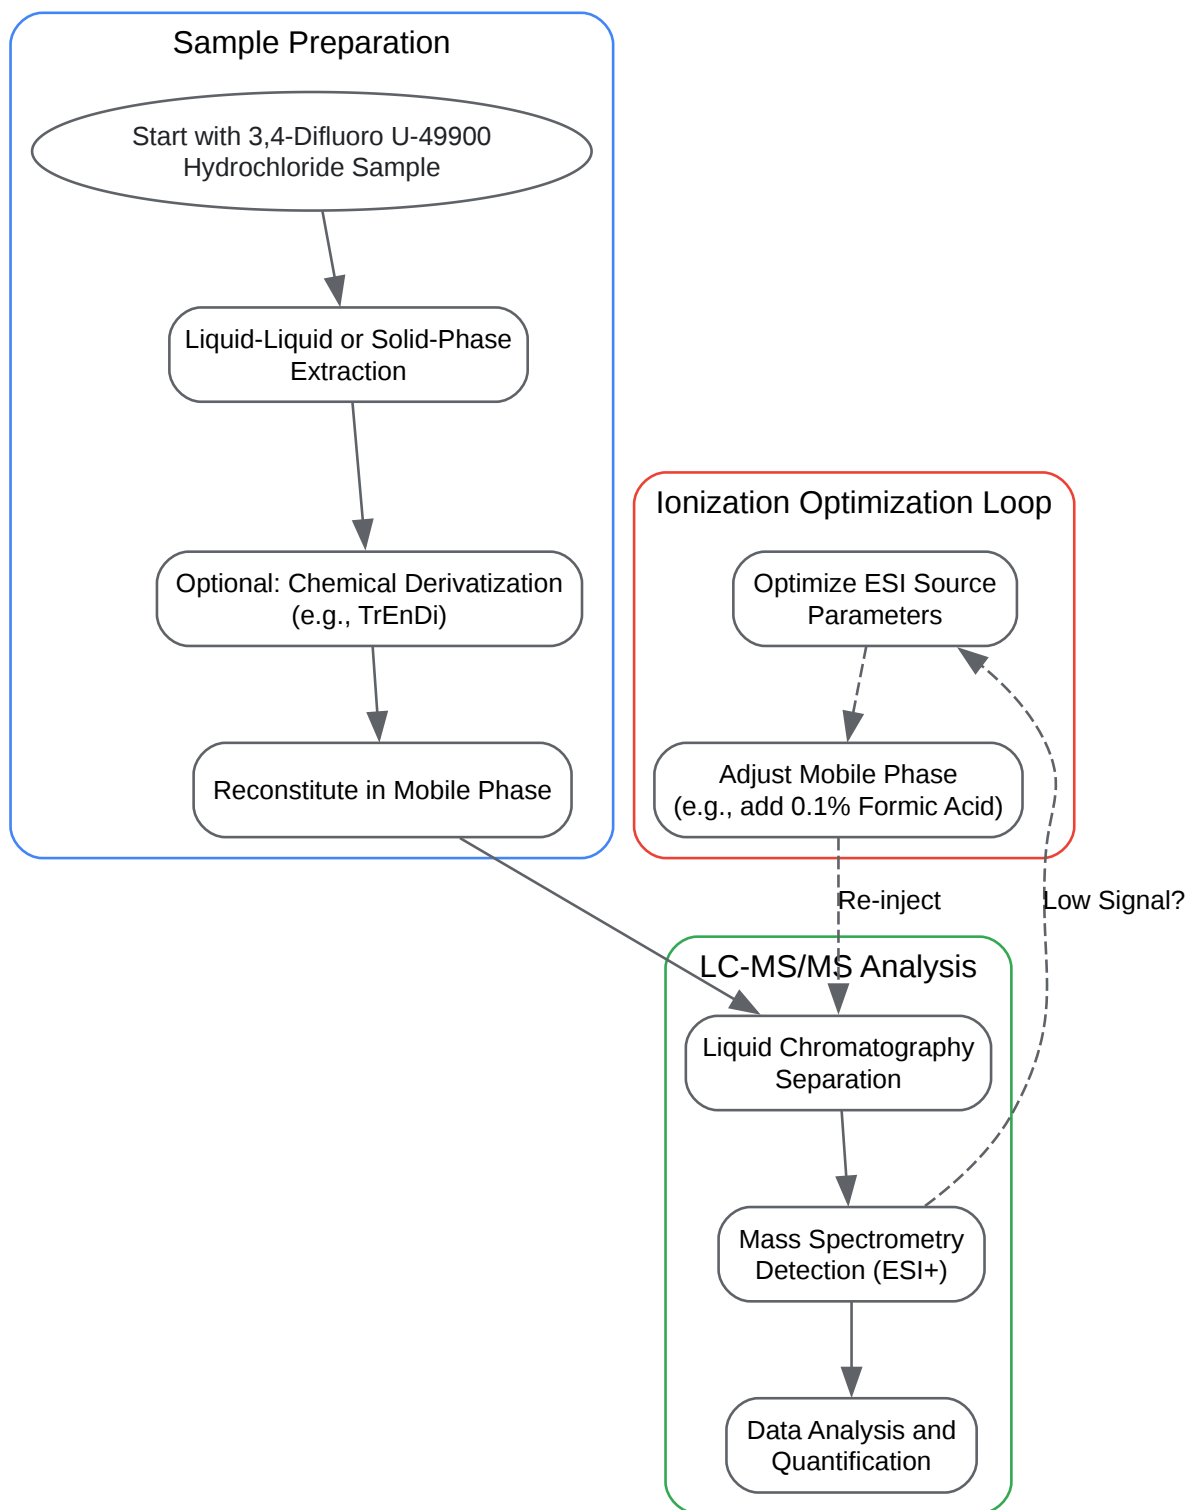 Sample Preparation
Start with 3,4-Difluoro U-49900
Hydrochloride Sample
Liquid-Liquid or Solid-Phase
Extraction
Optional: Chemical Derivatization
(e.g., TrEnDi)
Reconstitute in Mobile Phase
Ionization Optimization Loop
Optimize ESI Source
Parameters
Adjust Mobile Phase
(e.g., add 0.1% Formic Acid)
Re-inject
Low Signal?
LC-MS/MS Analysis
Liquid Chromatography
Separation
Mass Spectrometry
Detection (ESI+)
Data Analysis and
Quantification